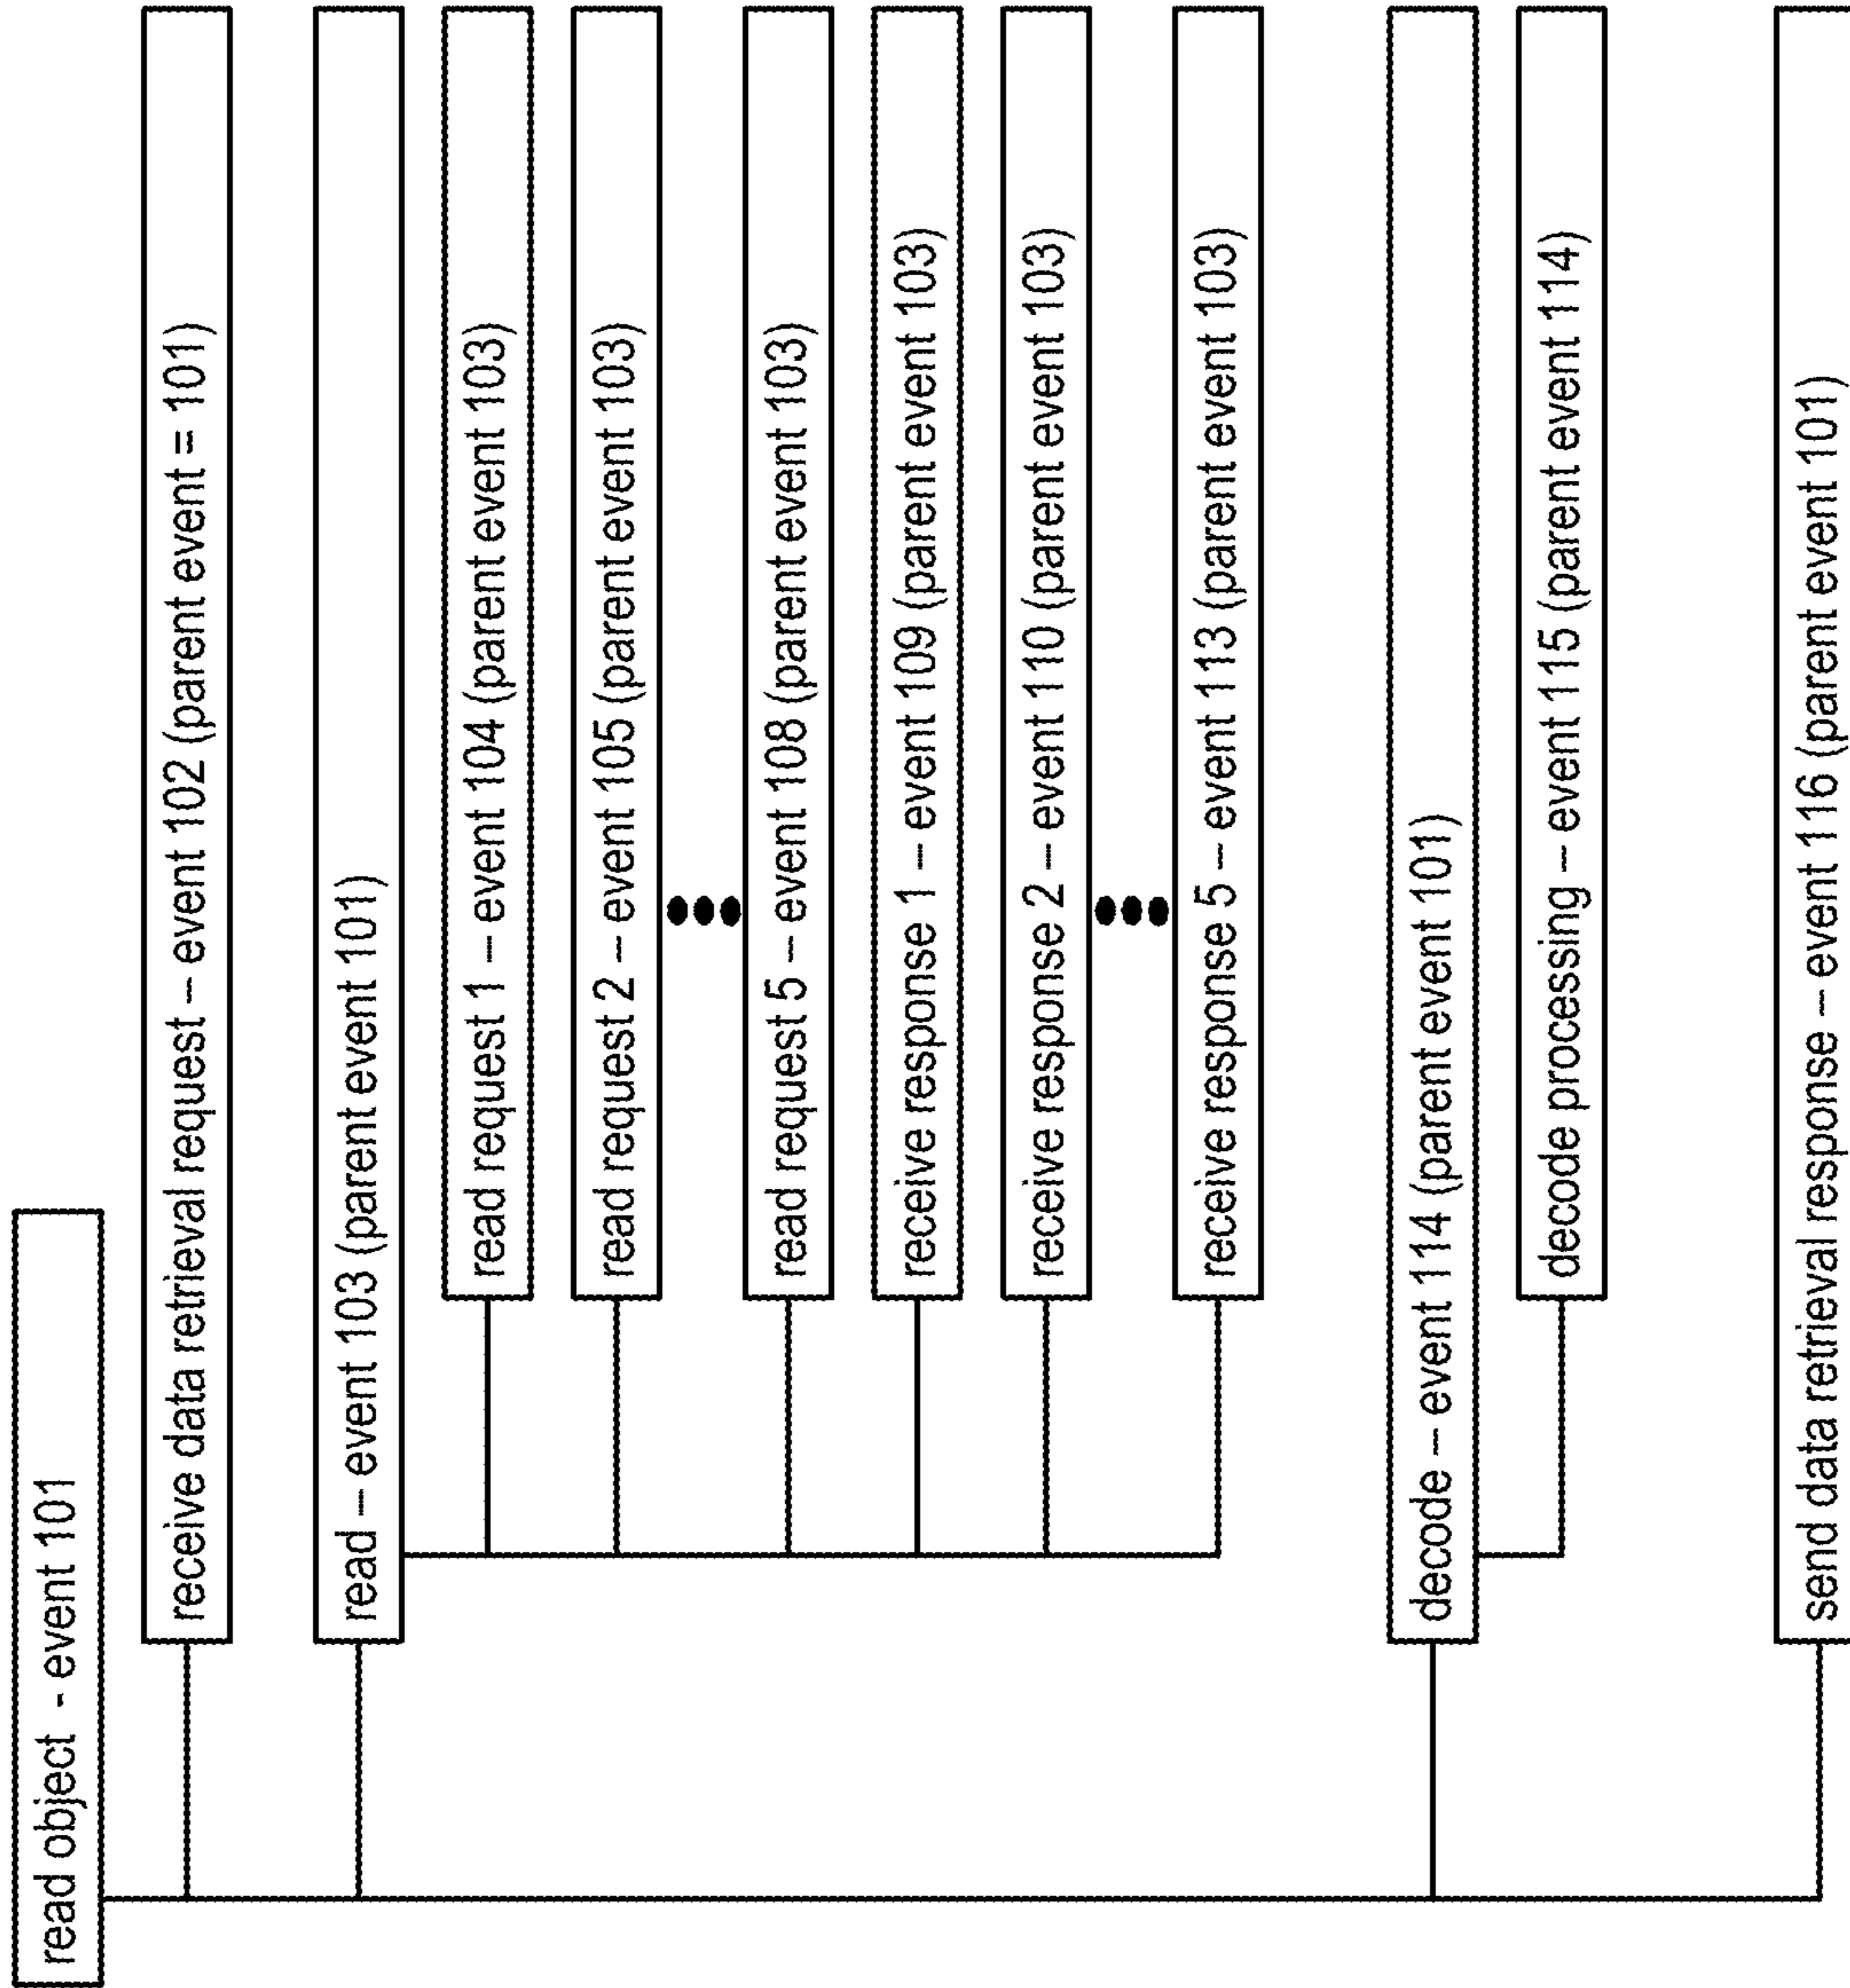 read object - event 101
receive data retrieval request – event 102 (parent event = 101)
read – event 103 (parent event 101)
read request 1 – event 104 (parent event 103)
read request 2 – event 105 (parent event 103)
read request 5 – event 108 (parent event 103)
receive response 1 – event 109 (parent event 103)
receive response 2 – event 110 (parent event 103)
receive response 5 – event 113 (parent event 103)
decode – event 114 (parent event 101)
decode processing – event 115 (parent event 114)
send data retrieval response – event 116 (parent event 101)